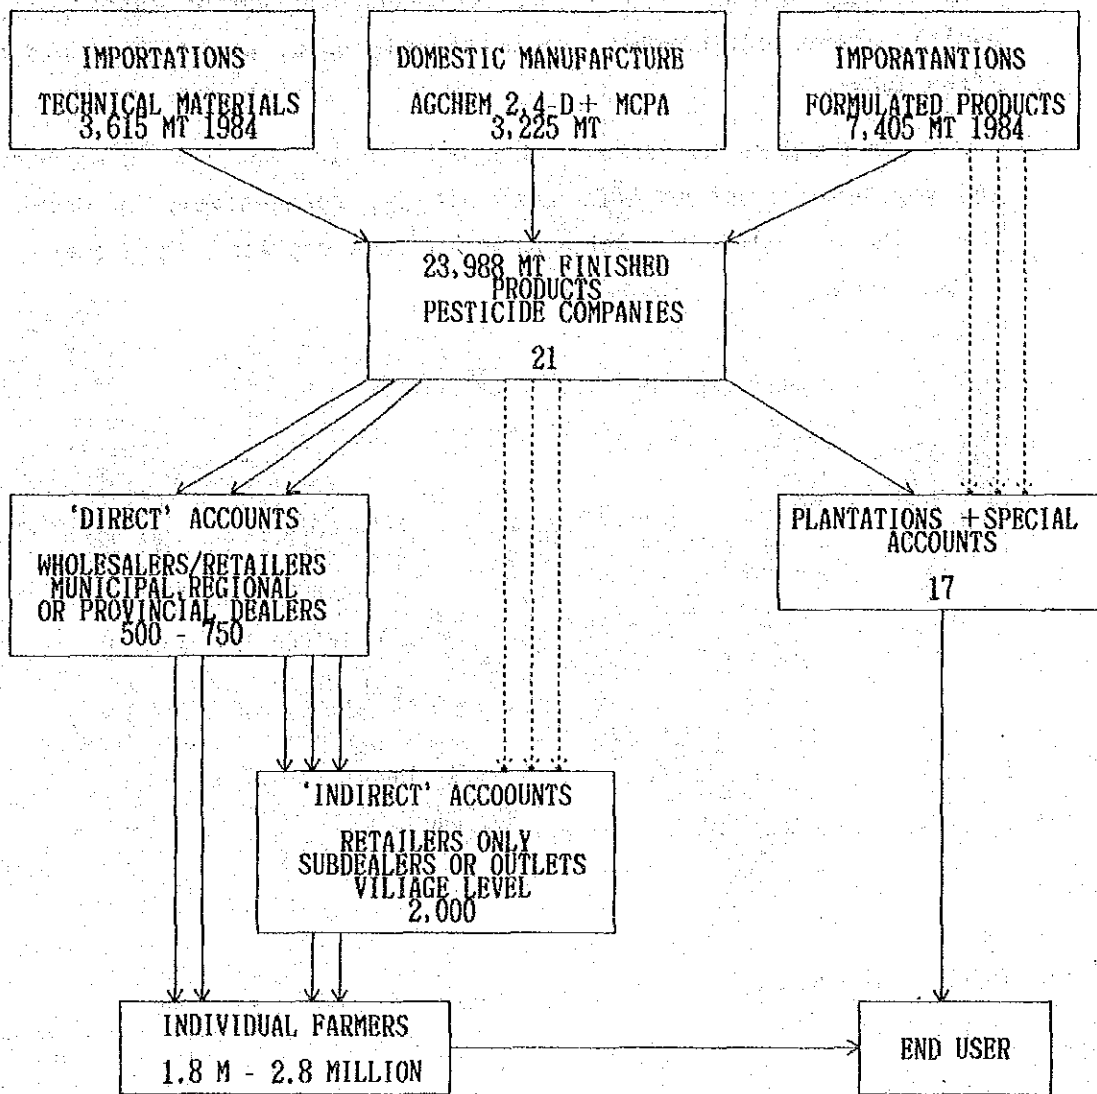 IMPORTATIONS
TECHNICAL MATERIALS
3,615 MT 1984
DOMESTIC MANUFAFCTURE
AGCHEM 2,4-D+ MCPA
3,225 MT
IMPORATANTIONS
FORMULATED PRODUCTS
7,405 MT 1984
23,988 MT FINISHED
PRODUCTS
PESTICIDE COMPANIES
21
'DIRECT' ACCOUNTS
WHOLESALERS/RETAILERS
MUNICIPAL,REGIONAL
OR PROVINCIAL DEALERS
500 - 750
PLANTATIONS +SPECIAL
ACCOUNTS
17
'INDIRECT' ACCOOUNTS
RETAILERS ONLY
SUBDEALERS OR OUTLETS
VILIAGE LEVEL
2,000
INDIVIDUAL FARMERS
1.8 M - 2.8 MILLION
END USER